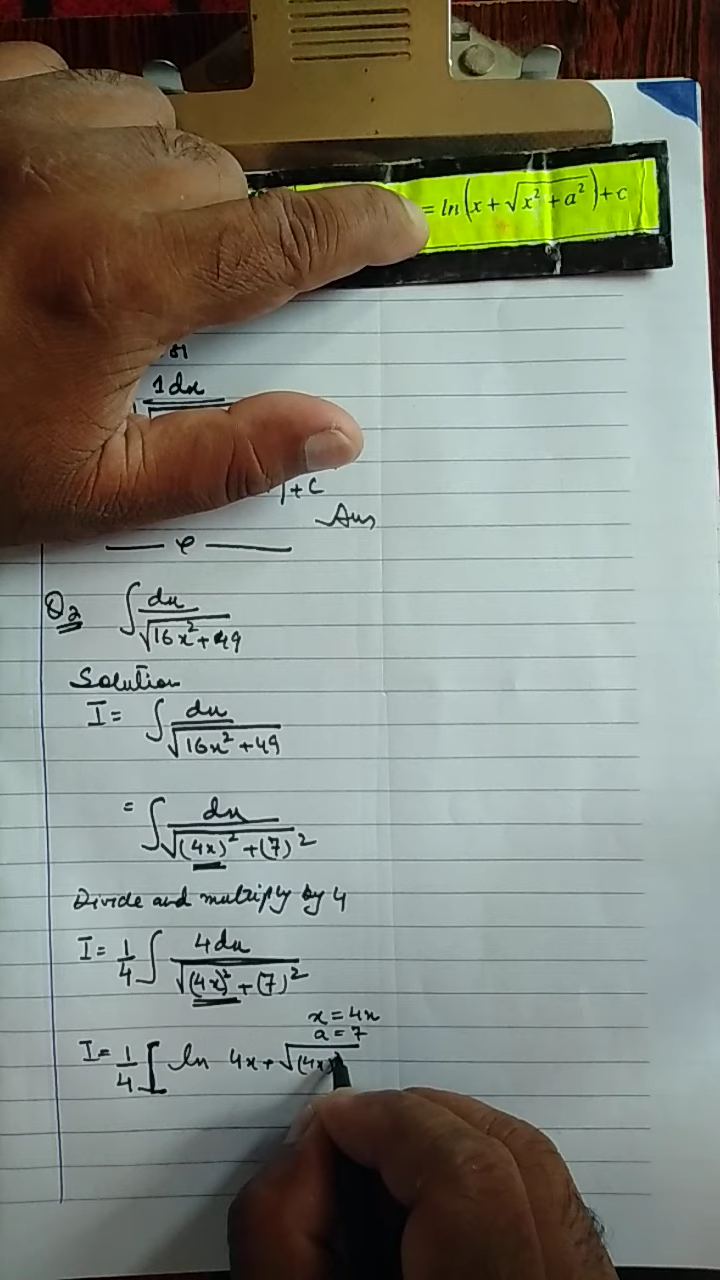 = ln(x + √(x² + a²)) + c
1dx
+ c
Ans
Q2 ∫ dx / √(16x² + 49)
Solution
I = ∫ dx / √(16x² + 49)
= ∫ dx / √((4x)² + (7)²)
Divide and multiply by 4
I = 1/4 ∫ 4dx / √((4x)² + (7)²)
x = 4x
a = 7
I = 1/4 [ ln 4x + √(4x)